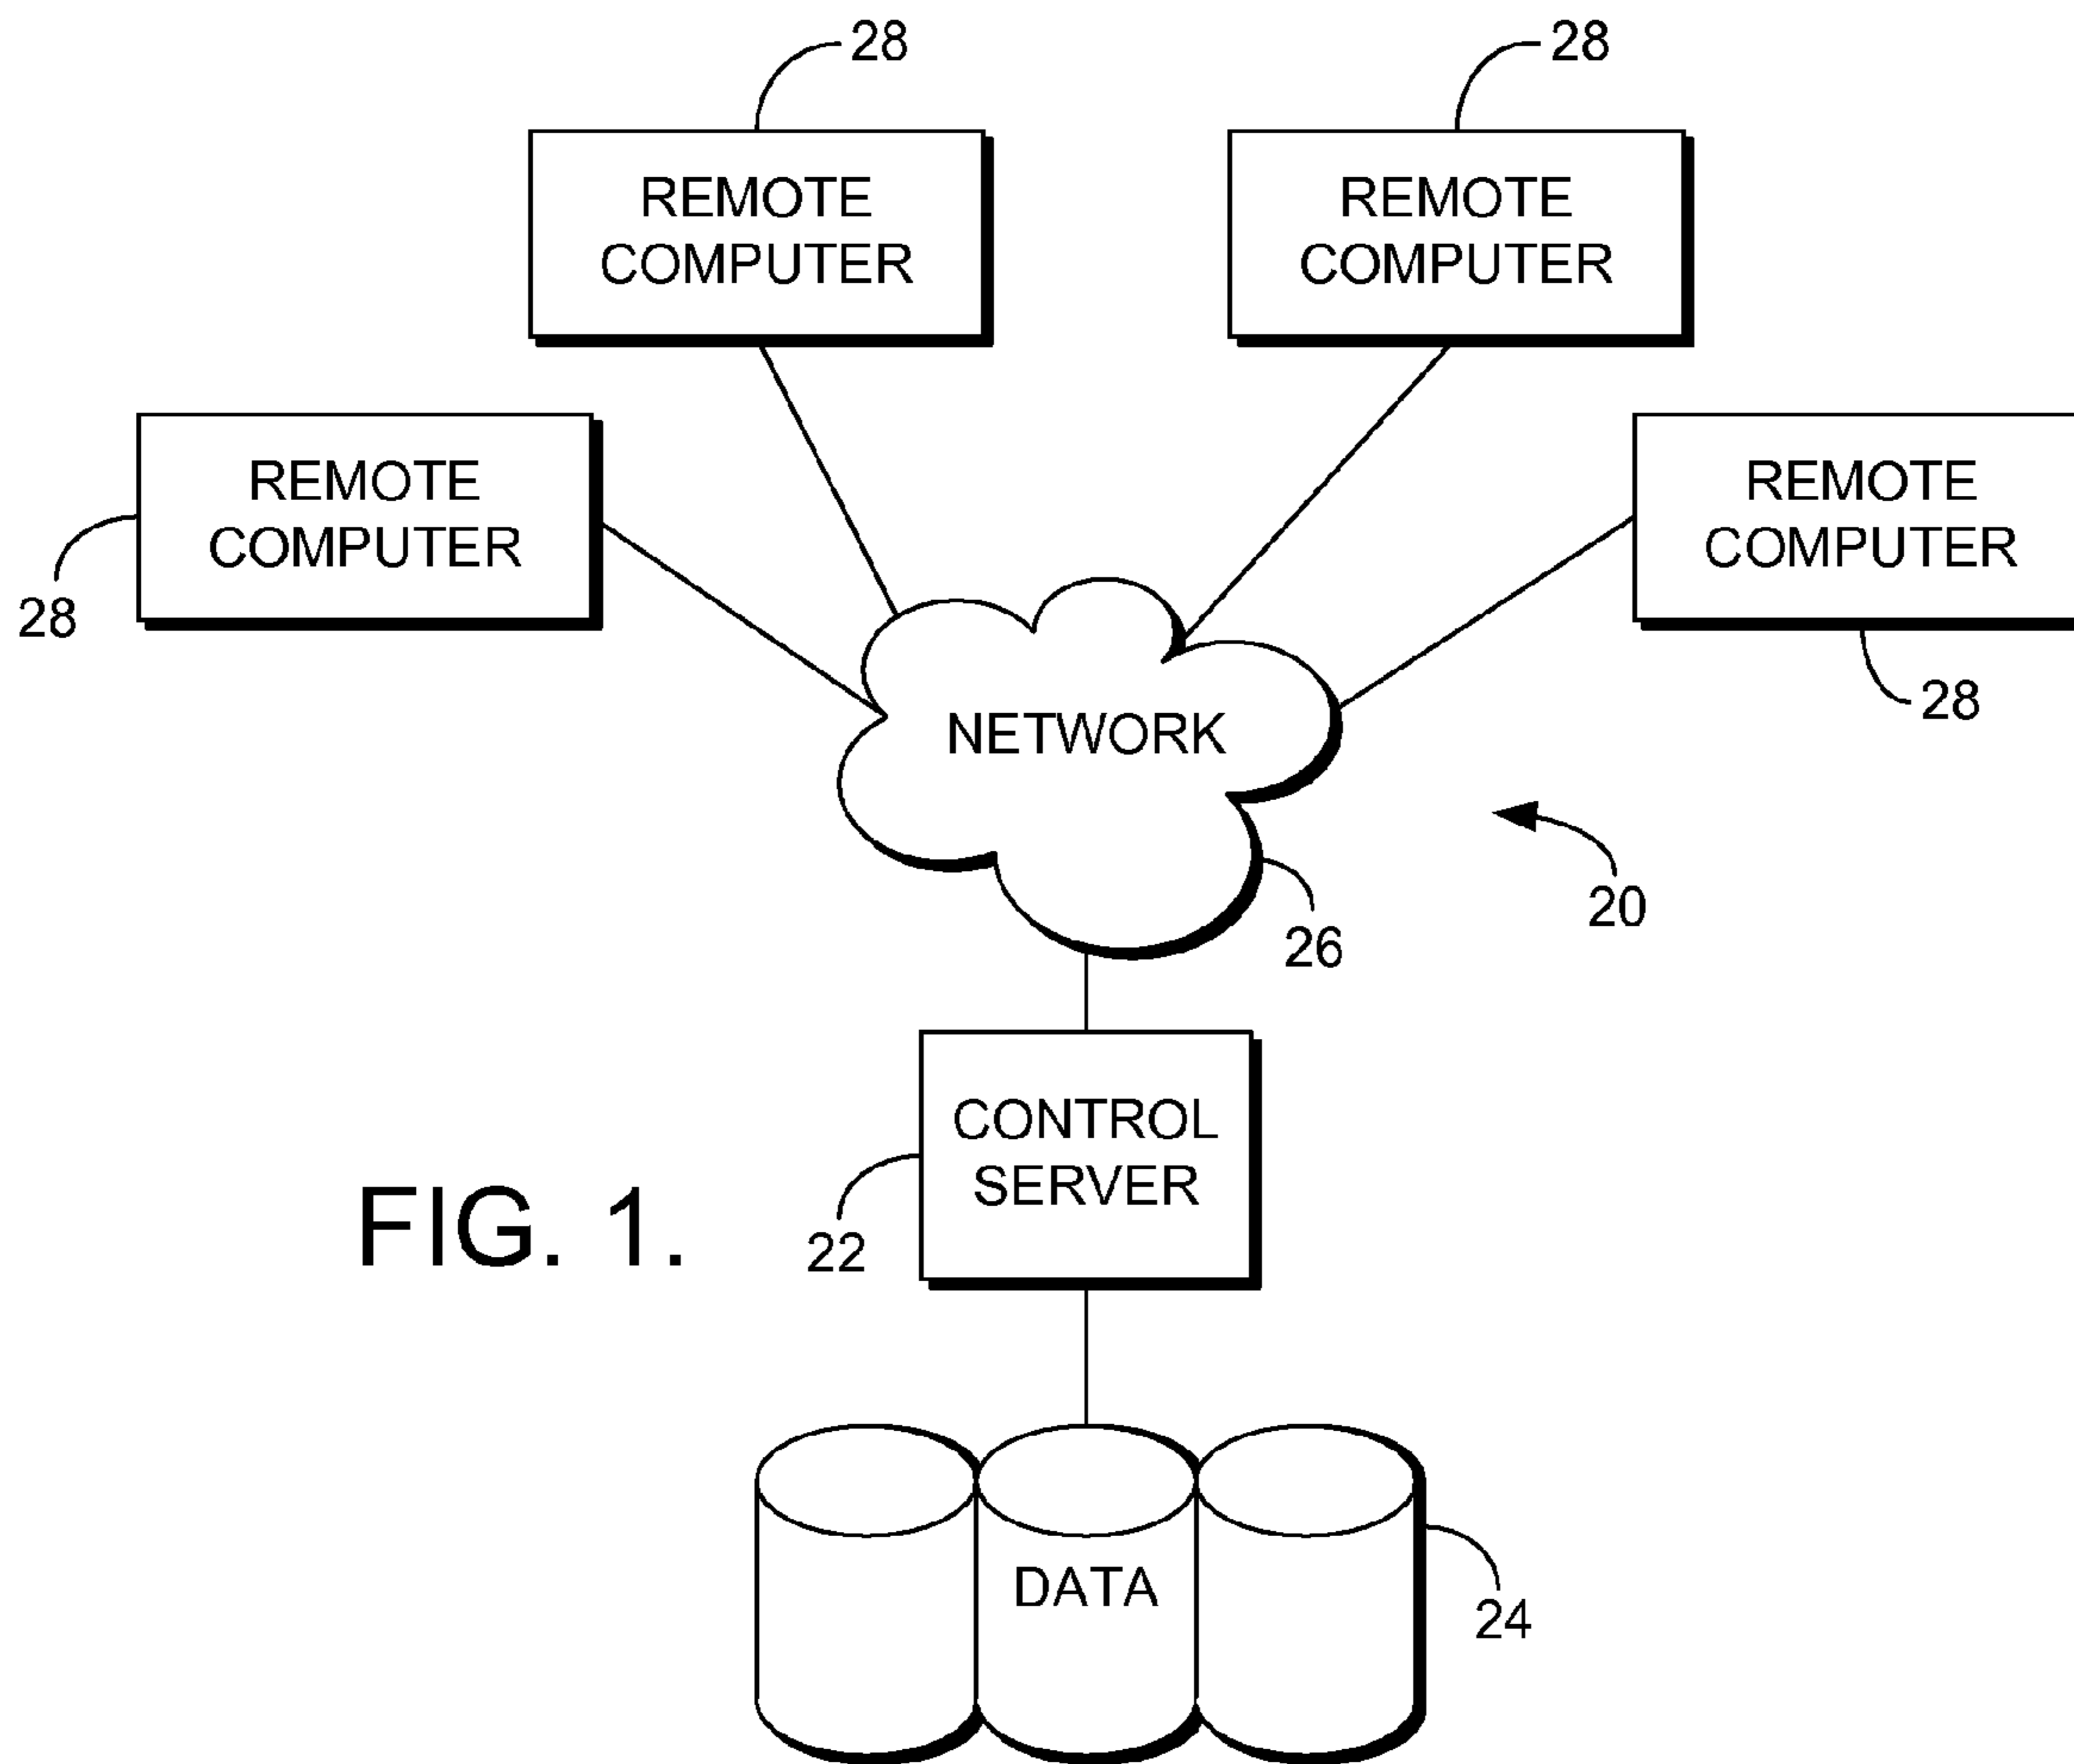 28
28
REMOTE
COMPUTER
REMOTE
COMPUTER
REMOTE
COMPUTER
REMOTE
COMPUTER
28
28
NETWORK
20
26
CONTROL
SERVER
FIG. 1.
22
DATA
24